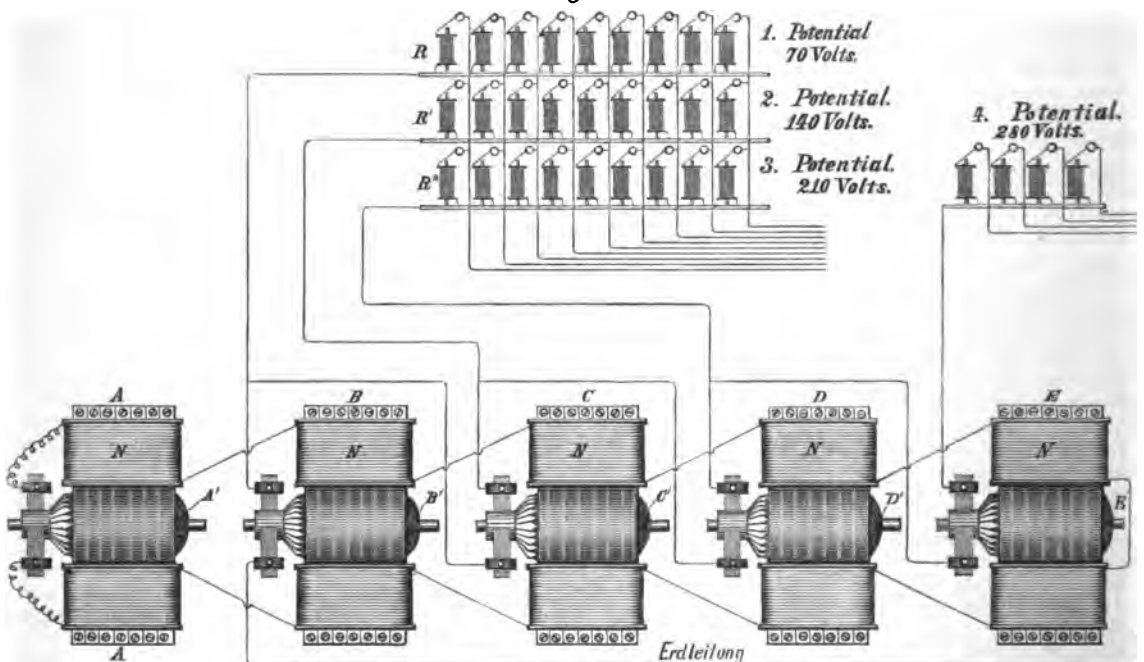 R
1. Potential
70 Volts.
R'
2. Potential.
140 Volts.
R"
3. Potential.
210 Volts.
4. Potential.
280 Volts.
A
B
C
D
E
N
N
N
N
N
A'
B'
C'
D'
E
A
Erdleitung